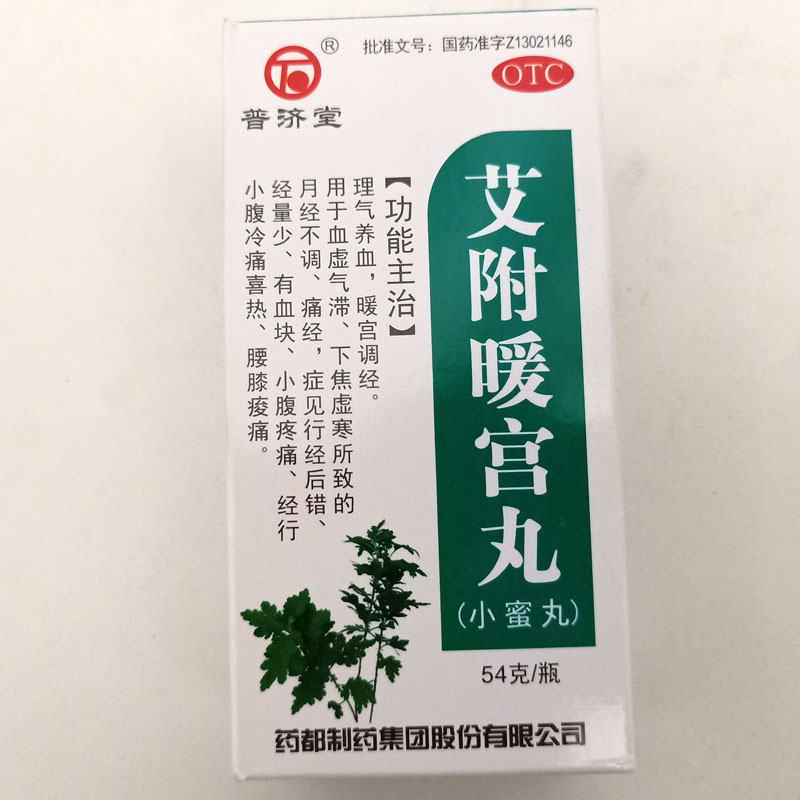 ®
批准文号：国药准字Z13021146
OTC
普济堂
艾附暖宫丸
（小蜜丸）
54克/瓶
【功能主治】
理气养血，暖宫调经。
用于血虚气滞、下焦虚寒所致的
月经不调、痛经，症见行经后错、
经量少、有血块、小腹疼痛、经行
小腹冷痛喜热、腰膝痠痛。
药都制药集团股份有限公司